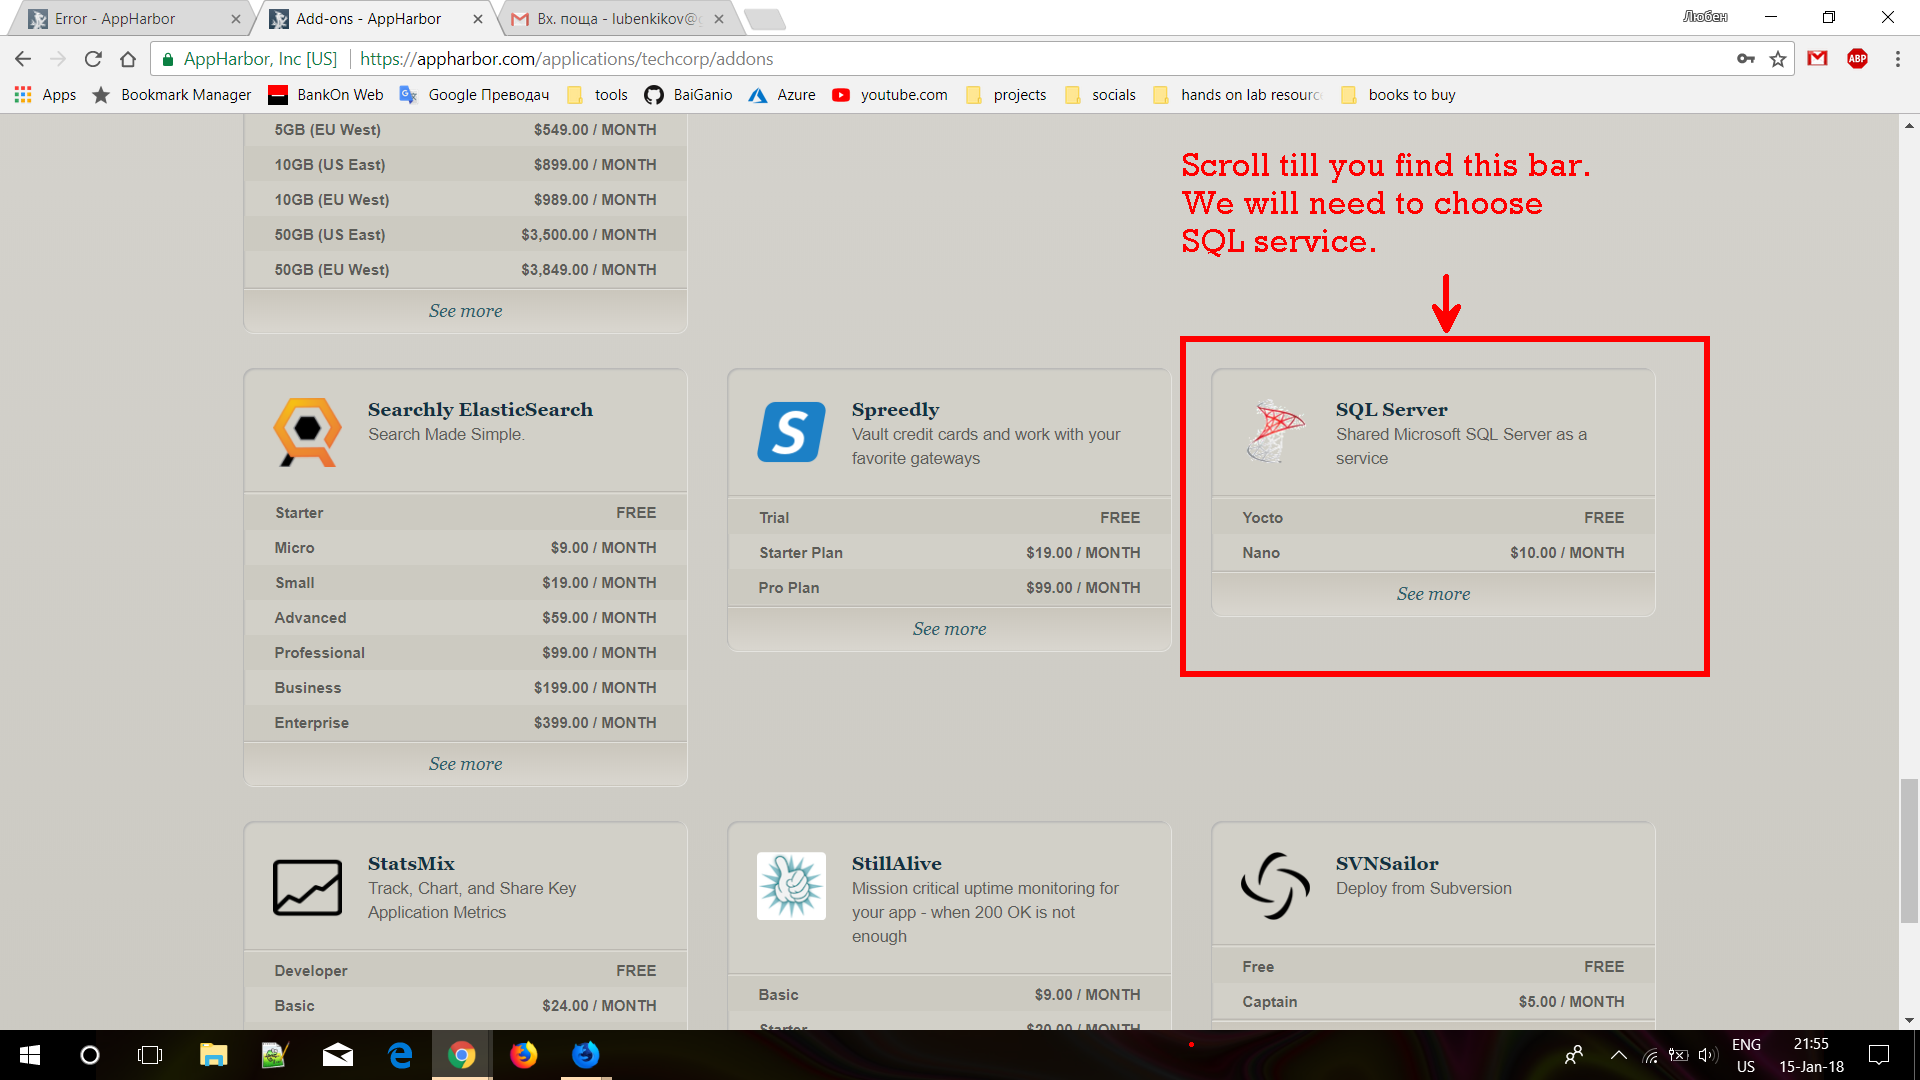 Error - AppHarbor
Add-ons - AppHarbor
Вх. поща - lubenkikov@
Любен
AppHarbor, Inc [US]
https://appharbor.com/applications/techcorp/addons
ABP
Apps
Bookmark Manager
BankOn Web
Google Преводач
tools
BaiGanio
Azure
youtube.com
projects
socials
hands on lab resourc
books to buy
5GB (EU West) $549.00 / MONTH
10GB (US East) $899.00 / MONTH
10GB (EU West) $989.00 / MONTH
50GB (US East) $3,500.00 / MONTH
50GB (EU West) $3,849.00 / MONTH
See more
Scroll till you find this bar.
We will need to choose
SQL service.
Searchly ElasticSearch
Search Made Simple.
Starter FREE
Micro $9.00 / MONTH
Small $19.00 / MONTH
Advanced $59.00 / MONTH
Professional $99.00 / MONTH
Business $199.00 / MONTH
Enterprise $399.00 / MONTH
See more
Spreedly
Vault credit cards and work with your
favorite gateways
Trial FREE
Starter Plan $19.00 / MONTH
Pro Plan $99.00 / MONTH
See more
SQL Server
Shared Microsoft SQL Server as a
service
Yocto FREE
Nano $10.00 / MONTH
See more
StatsMix
Track, Chart, and Share Key
Application Metrics
Developer FREE
Basic $24.00 / MONTH
StillAlive
Mission critical uptime monitoring for
your app - when 200 OK is not
enough
Basic $9.00 / MONTH
Starter $20.00 / MONTH
SVNSailor
Deploy from Subversion
Free FREE
Captain $5.00 / MONTH
ENG
US
21:55
15-Jan-18